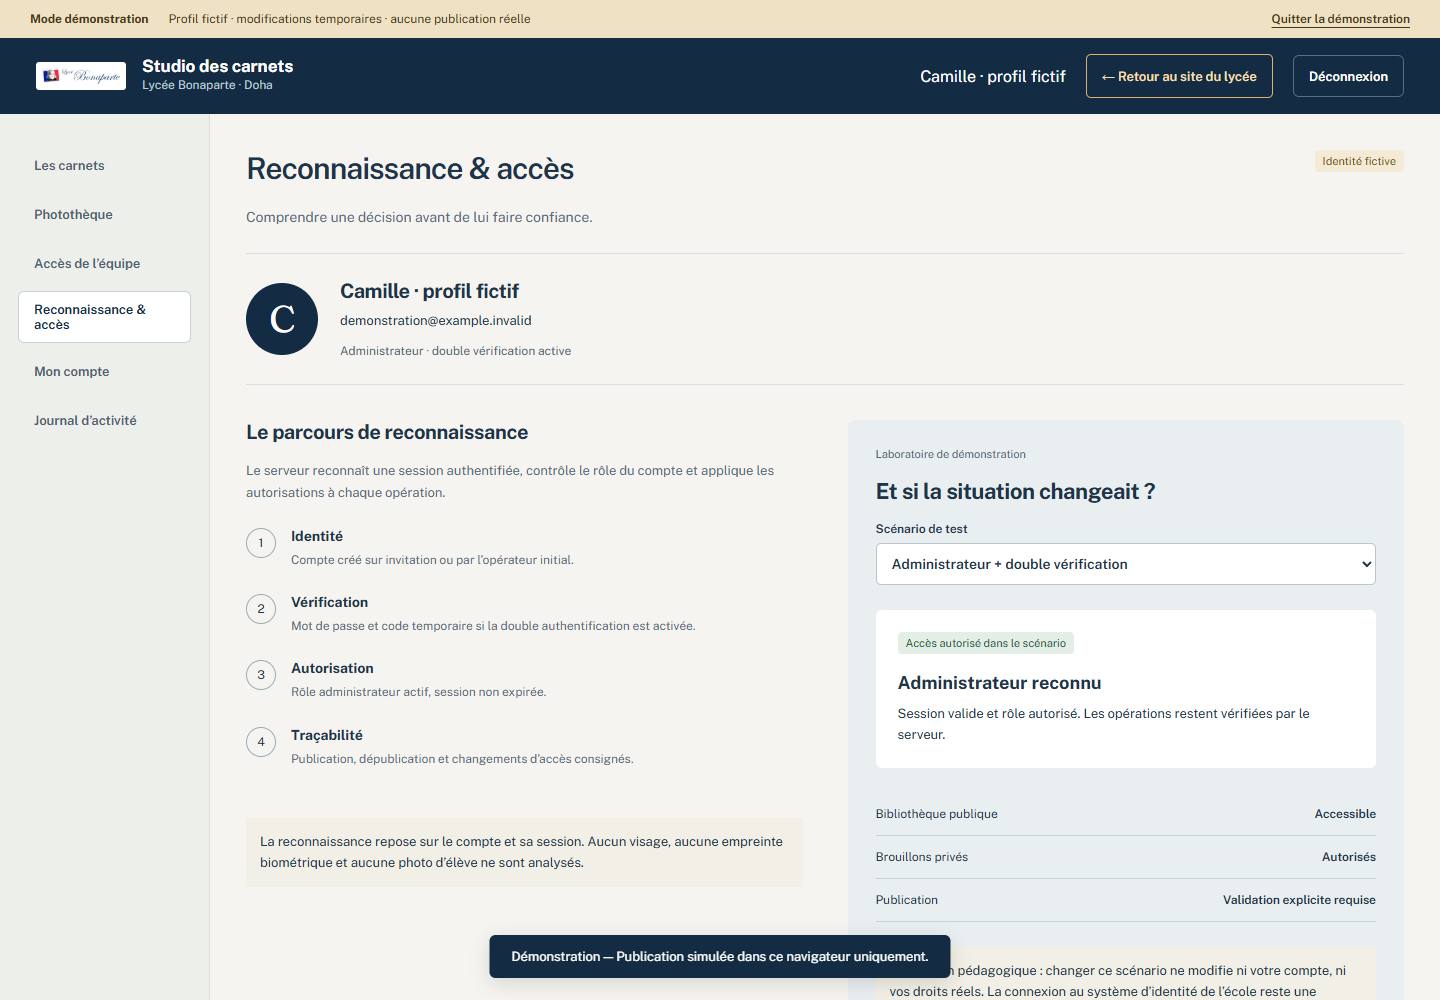 Mode démonstration Profil fictif · modifications temporaires · aucune publication réelle Quitter la démonstration
Lycée Bonaparte
Studio des carnets
Lycée Bonaparte · Doha
Camille · profil fictif
← Retour au site du lycée
Déconnexion
Les carnets
Photothèque
Accès de l'équipe
Reconnaissance &
accès
Mon compte
Journal d'activité
Reconnaissance & accès
Identité fictive
Comprendre une décision avant de lui faire confiance.
C
Camille · profil fictif
demonstration@example.invalid
Administrateur · double vérification active
Le parcours de reconnaissance
Le serveur reconnaît une session authentifiée, contrôle le rôle du compte et applique les
autorisations à chaque opération.
1 Identité
Compte créé sur invitation ou par l'opérateur initial.
2 Vérification
Mot de passe et code temporaire si la double authentification est activée.
3 Autorisation
Rôle administrateur actif, session non expirée.
4 Traçabilité
Publication, dépublication et changements d'accès consignés.
La reconnaissance repose sur le compte et sa session. Aucun visage, aucune empreinte
biométrique et aucune photo d'élève ne sont analysés.
Laboratoire de démonstration
Et si la situation changeait ?
Scénario de test
Administrateur + double vérification
Accès autorisé dans le scénario
Administrateur reconnu
Session valide et rôle autorisé. Les opérations restent vérifiées par le
serveur.
Bibliothèque publique Accessible
Brouillons privés Autorisés
Publication Validation explicite requise
pédagogique : changer ce scénario ne modifie ni votre compte, ni
vos droits réels. La connexion au système d'identité de l'école reste une
Démonstration — Publication simulée dans ce navigateur uniquement.